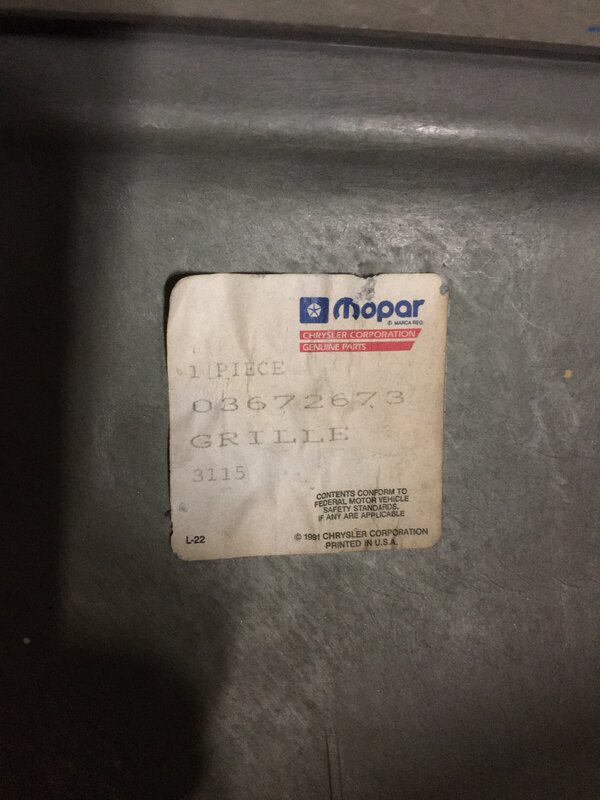 Mopar
® MARCA REG.
CHRYSLER CORPORATION
GENUINE PARTS
1 PIECE
03672673
GRILLE
3115
CONTENTS CONFORM TO
FEDERAL MOTOR VEHICLE
SAFETY STANDARDS.
IF ANY ARE APPLICABLE
L-22
© 1991 CHRYSLER CORPORATION
PRINTED IN U.S.A.